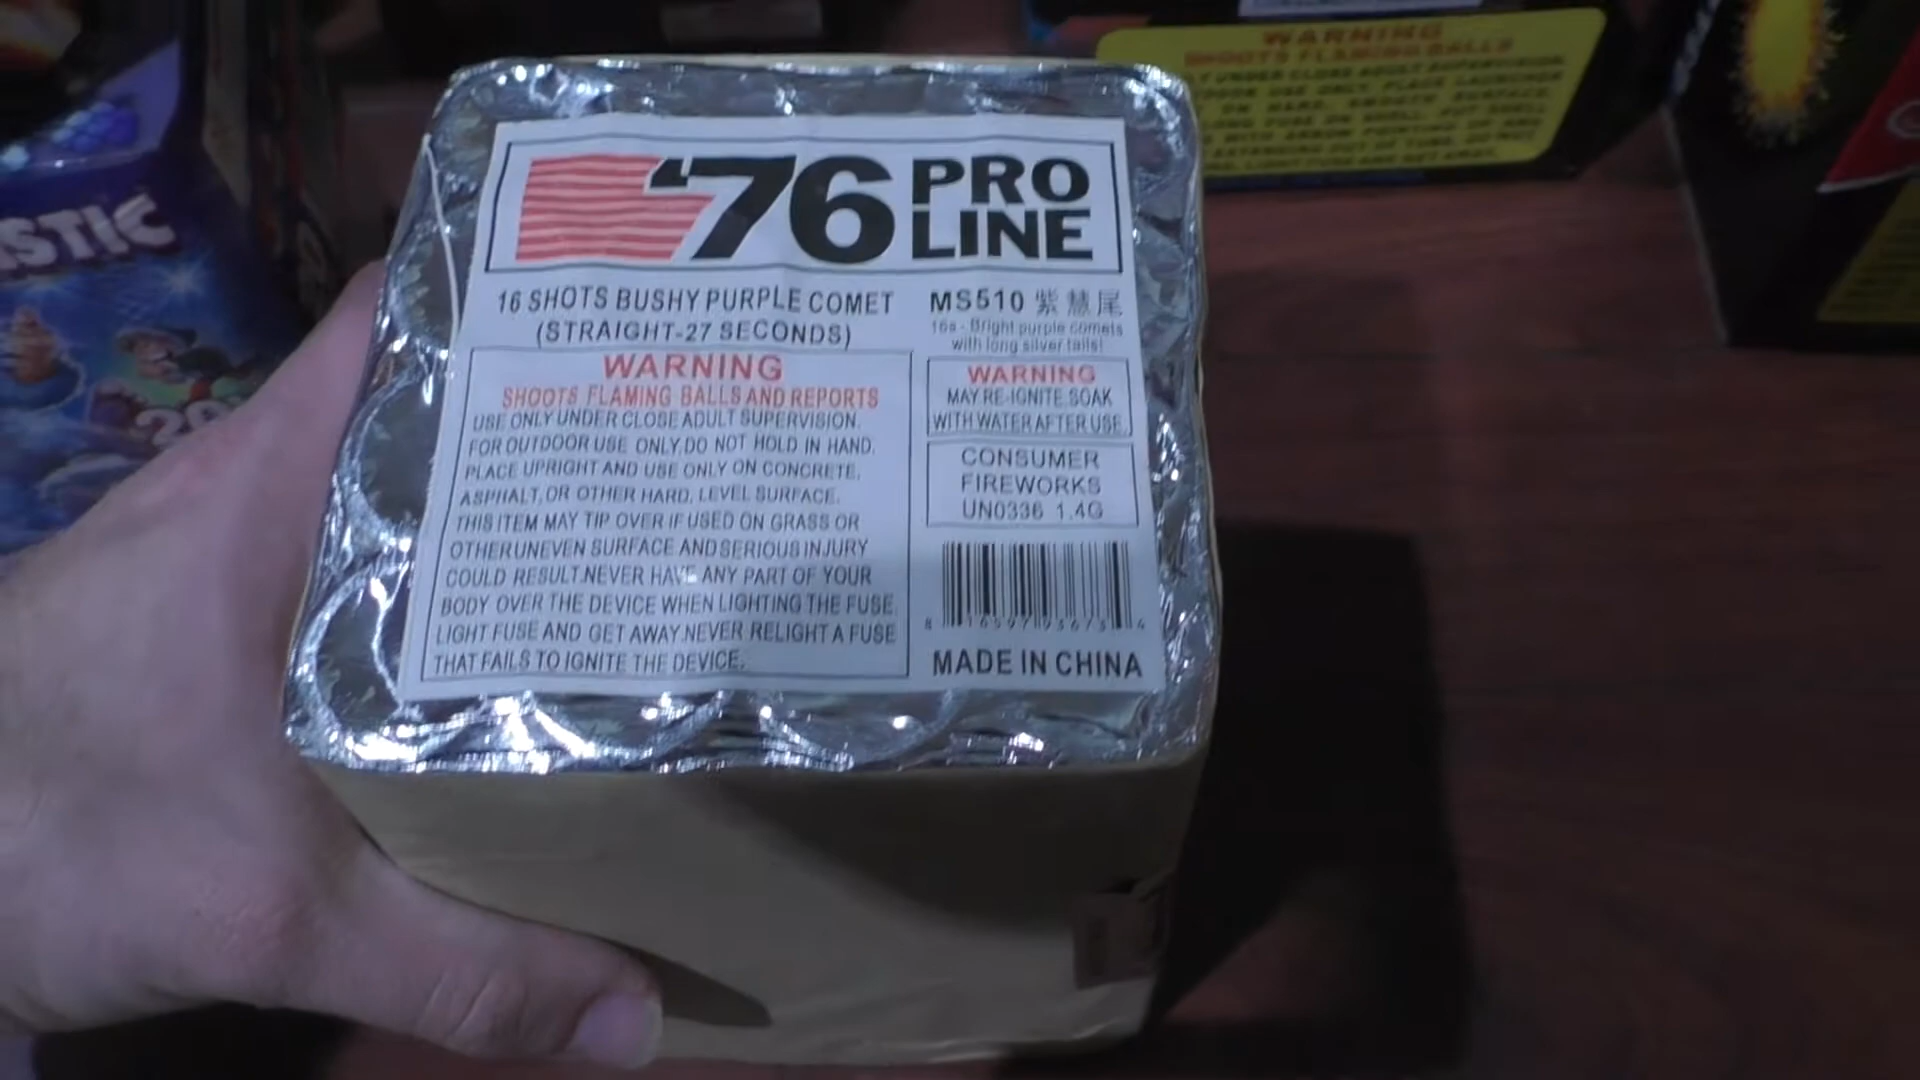 '76 PRO
LINE
16 SHOTS BUSHY PURPLE COMET
(STRAIGHT-27 SECONDS)
WARNING
SHOOTS FLAMING BALLS AND REPORTS
USE ONLY UNDER CLOSE ADULT SUPERVISION.
FOR OUTDOOR USE ONLY.DO NOT HOLD IN HAND.
PLACE UPRIGHT AND USE ONLY ON CONCRETE,
ASPHALT, OR OTHER HARD, LEVEL SURFACE.
THIS ITEM MAY TIP OVER IF USED ON GRASS OR
OTHER UNEVEN SURFACE AND SERIOUS INJURY
COULD RESULT.NEVER HAVE ANY PART OF YOUR
BODY OVER THE DEVICE WHEN LIGHTING THE FUSE.
LIGHT FUSE AND GET AWAY.NEVER RELIGHT A FUSE
THAT FAILS TO IGNITE THE DEVICE.
MS510 紫慧尾
16s - Bright purple comets
with long silver tails!
WARNING
MAY RE-IGNITE SOAK
WITH WATER AFTER USE.
CONSUMER
FIREWORKS
UN0336 1.4G
MADE IN CHINA
STIC
WARNING
SHOOTS FLAMING BALLS